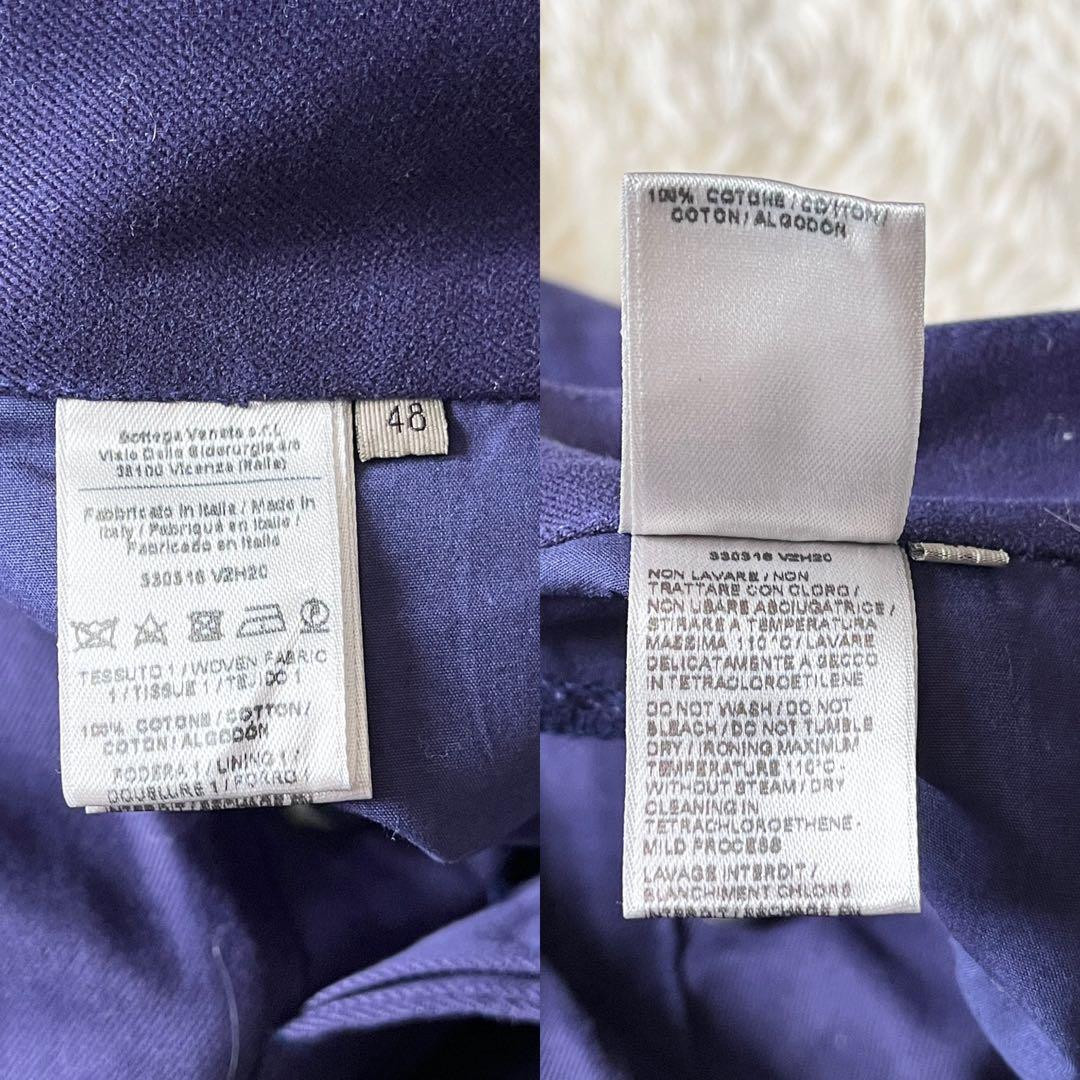 Bottega Veneta s.r.l.
Viale Della Siderurgia
36100 Vicenza (Italia)
Fabbricato in Italia / Made in
Italy / Fabriqué en Italie /
Fabricado en Italia
330316 V2H20
TESSUTO 1 / WOVEN FABRIC
1 / TISSUE 1 / TEJIDO 1
100% COTONE / COTTON /
COTON / ALGODÓN
FODERA 1 / LINING 1 /
DOUBLURE 1 / FORRO 1
48
100% COTONE / COTTON /
COTON / ALGODÓN
330316 V2H20
NON LAVARE / NON
TRATTARE CON CLORO /
NON USARE ASCIUGATRICE /
STIRARE A TEMPERATURA
MASSIMA 110°C / LAVARE
DELICATAMENTE A SECCO
IN TETRACLOROETILENE
DO NOT WASH / DO NOT
BLEACH / DO NOT TUMBLE
DRY / IRONING MAXIMUM
TEMPERATURE 110°C
WITHOUT STEAM / DRY
CLEANING IN
TETRACHLOROETHENE -
MILD PROCESS
LAVAGE INTERDIT /
BLANCHIMENT CHLORE